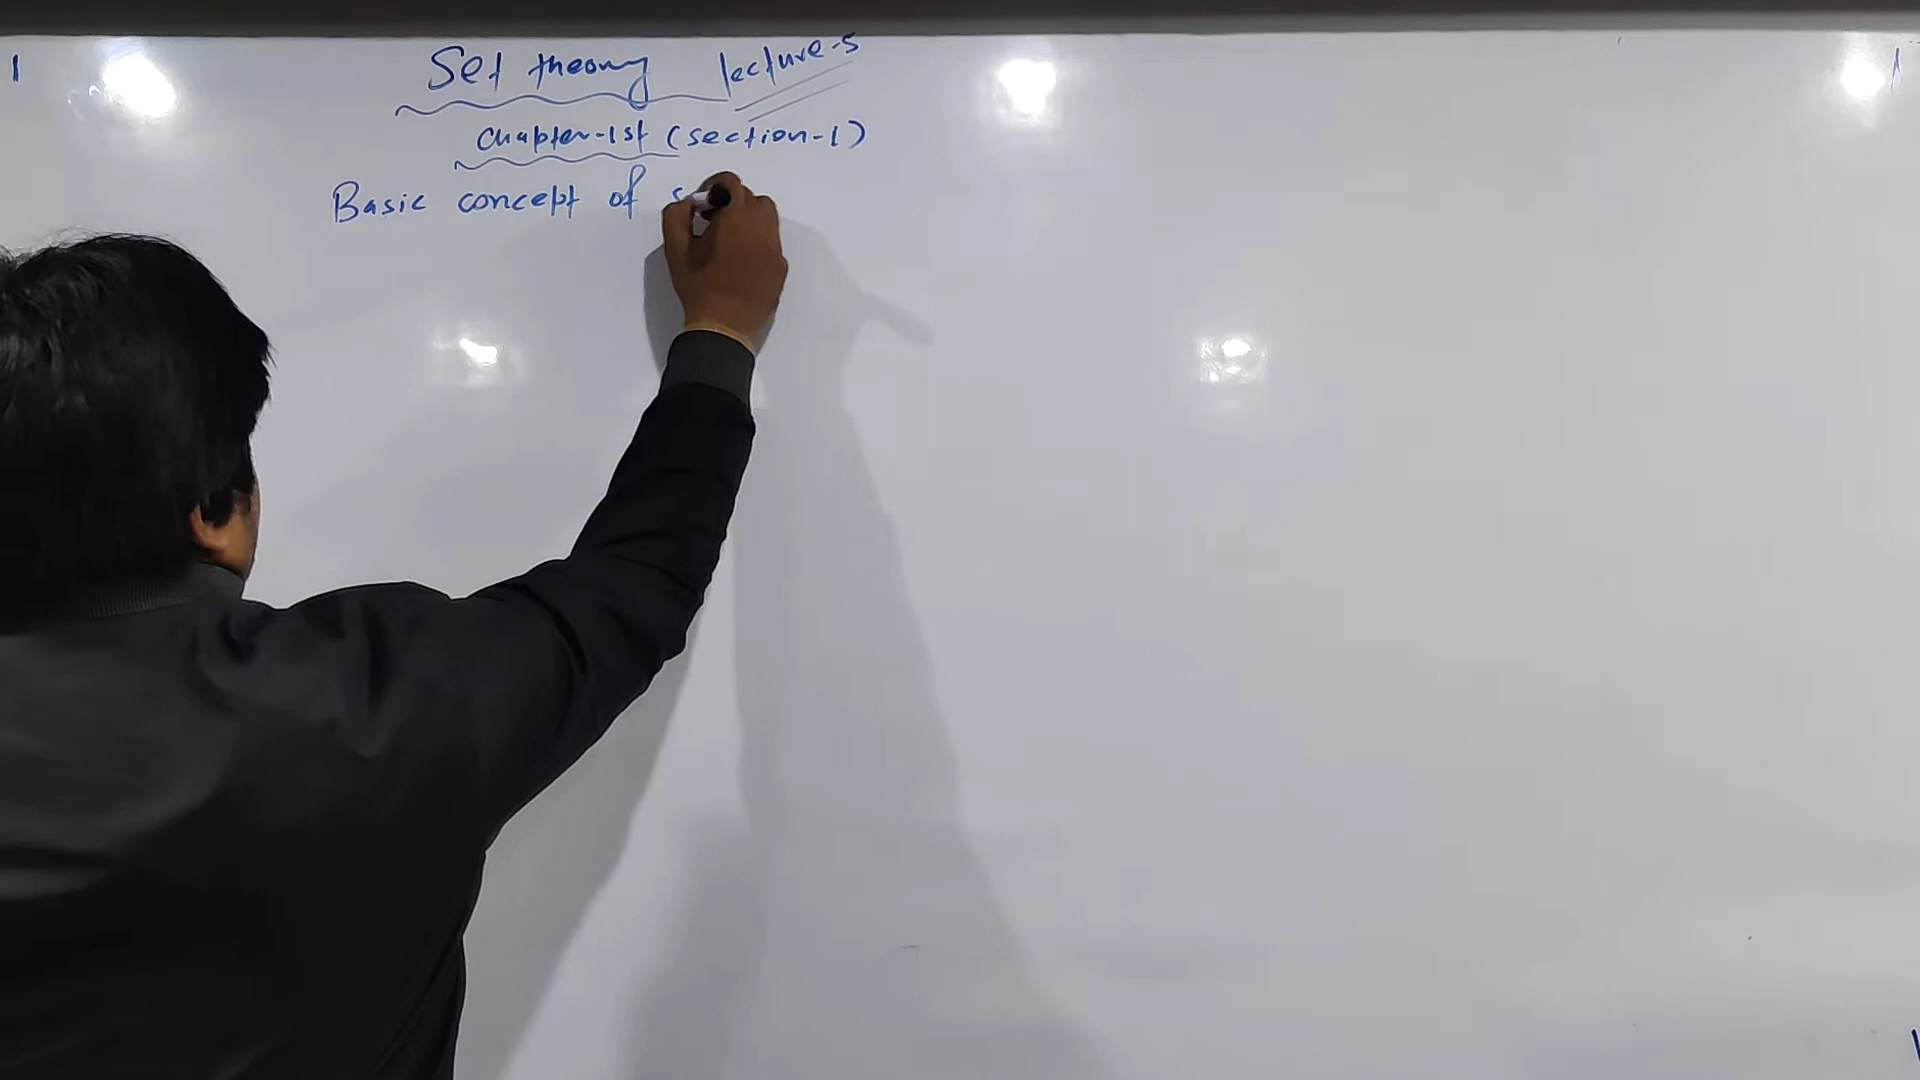 Set theory lecture-5
Chapter-1st (section-1)
Basic concept of